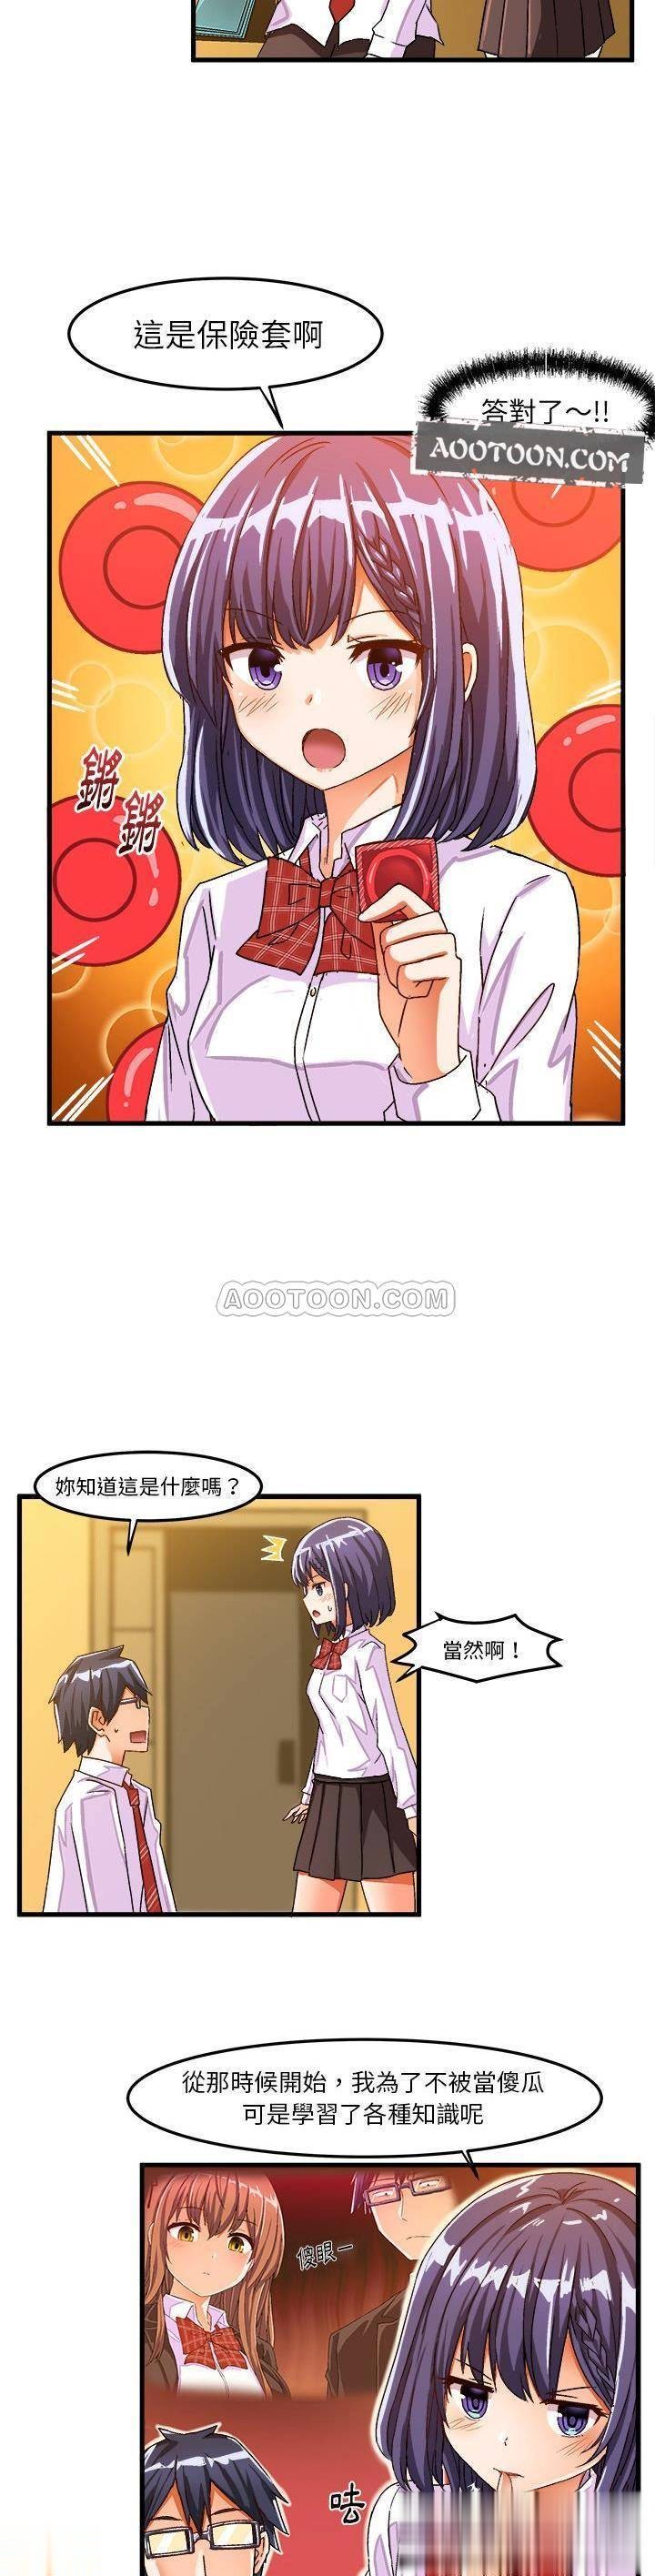 這是保險套啊
答對了～!!
AOOTOON.COM
鏘
鏘
AOOTOON.COM
妳知道這是什麼嗎？
當然啊！
從那時候開始，我為了不被當傻瓜
可是學習了各種知識呢
傻眼—
呿